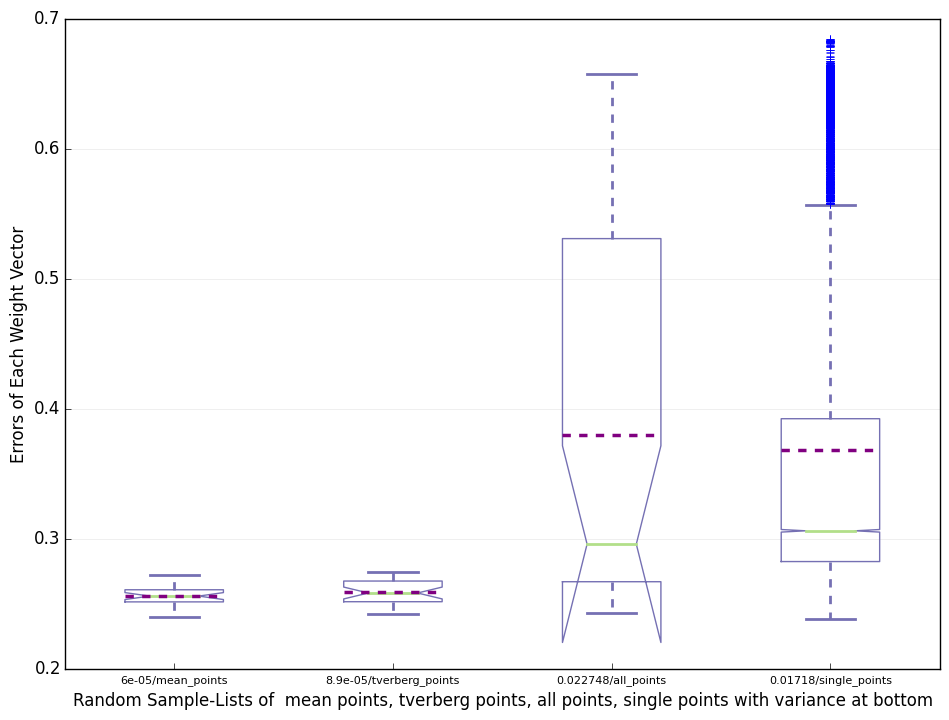 0.7
0.6
0.5
0.4
0.3
0.2
Errors of Each Weight Vector
6e-05/mean_points 8.9e-05/tverberg_points 0.022748/all_points 0.01718/single_points
Random Sample-Lists of  mean points, tverberg points, all points, single points with variance at bottom